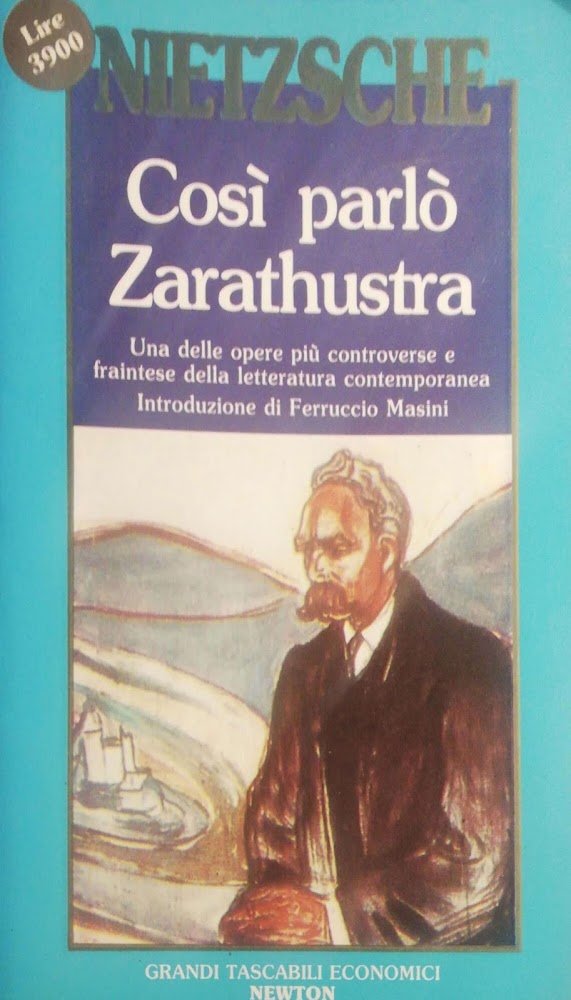 Lire
3900
NIETZSCHE
Così parlò
Zarathustra
Una delle opere più controverse e
fraintese della letteratura contemporanea
Introduzione di Ferruccio Masini
GRANDI TASCABILI ECONOMICI
NEWTON